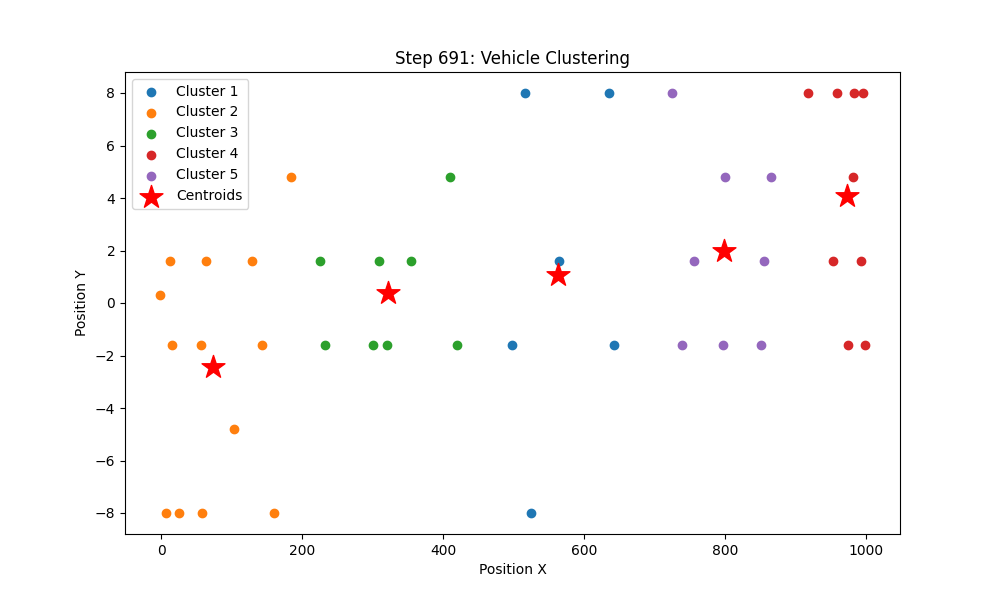 Step 691: Vehicle Clustering
Cluster 1
Cluster 2
Cluster 3
Cluster 4
Cluster 5
Centroids
8
6
4
2
0
−2
−4
−6
−8
Position Y
0 200 400 600 800 1000
Position X